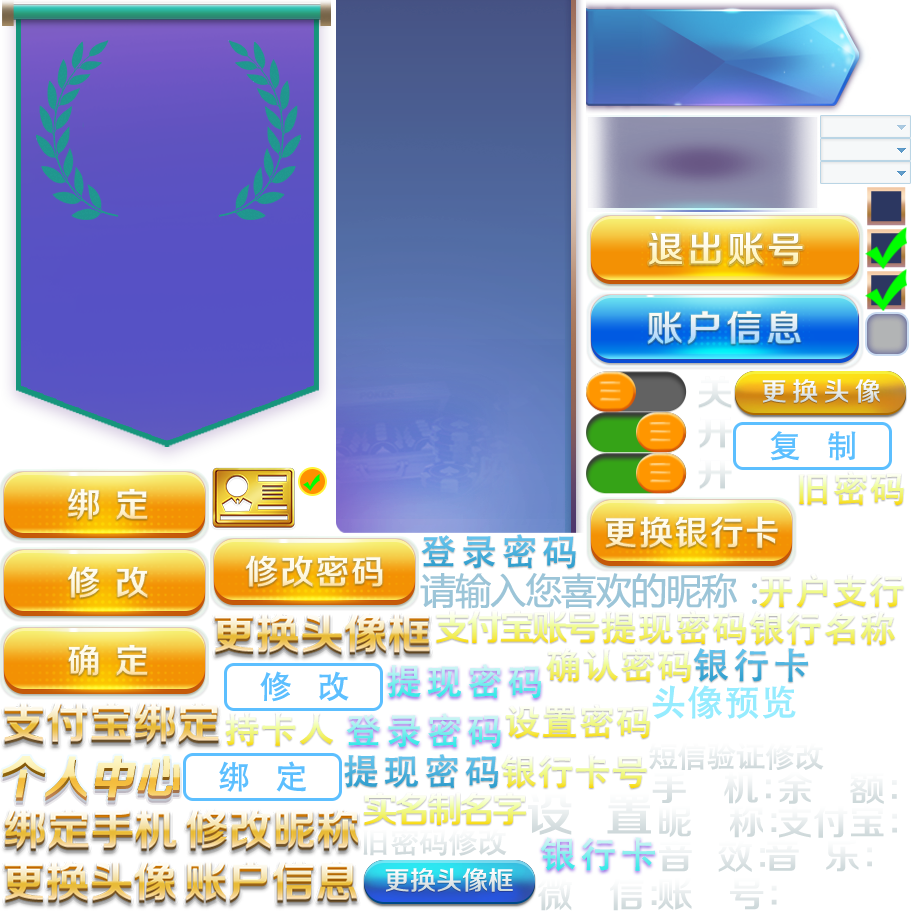 退出账号
账户信息
关
更换头像
开
复 制
开
旧密码
绑 定
更换银行卡
登录密码
修 改
修改密码
请输入您喜欢的昵称：
开户支行
更换头像框
支付宝账号
提现密码
银行名称
确 定
修 改
提现密码
确认密码
银行卡
头像预览
支付宝绑定
持卡人
登录密码
设置密码
个人中心
绑 定
提现密码
银行卡号
短信验证修改
手 机:
余 额:
绑定手机
修改昵称
实名制名字
设 置
昵 称:
支付宝:
旧密码修改
更换头像
账户信息
更换头像框
银行卡
音 效:
音 乐:
微 信:
账 号: